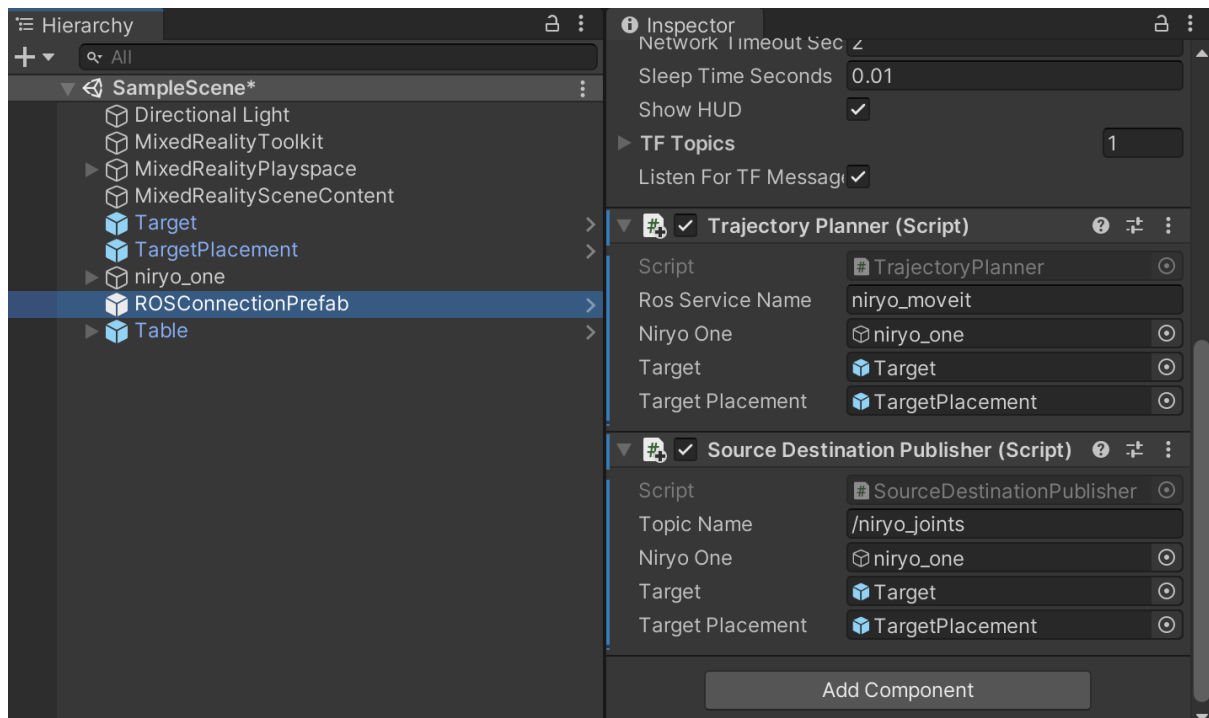 Hierarchy
All
SampleScene*
Directional Light
MixedRealityToolkit
MixedRealityPlayspace
MixedRealitySceneContent
Target
TargetPlacement
niryo_one
ROSConnectionPrefab
Table
Inspector
Network Timeout Sec 2
Sleep Time Seconds 0.01
Show HUD
TF Topics 1
Listen For TF Message
Trajectory Planner (Script)
Script # TrajectoryPlanner
Ros Service Name niryo_moveit
Niryo One niryo_one
Target Target
Target Placement TargetPlacement
Source Destination Publisher (Script)
Script # SourceDestinationPublisher
Topic Name /niryo_joints
Niryo One niryo_one
Target Target
Target Placement TargetPlacement
Add Component